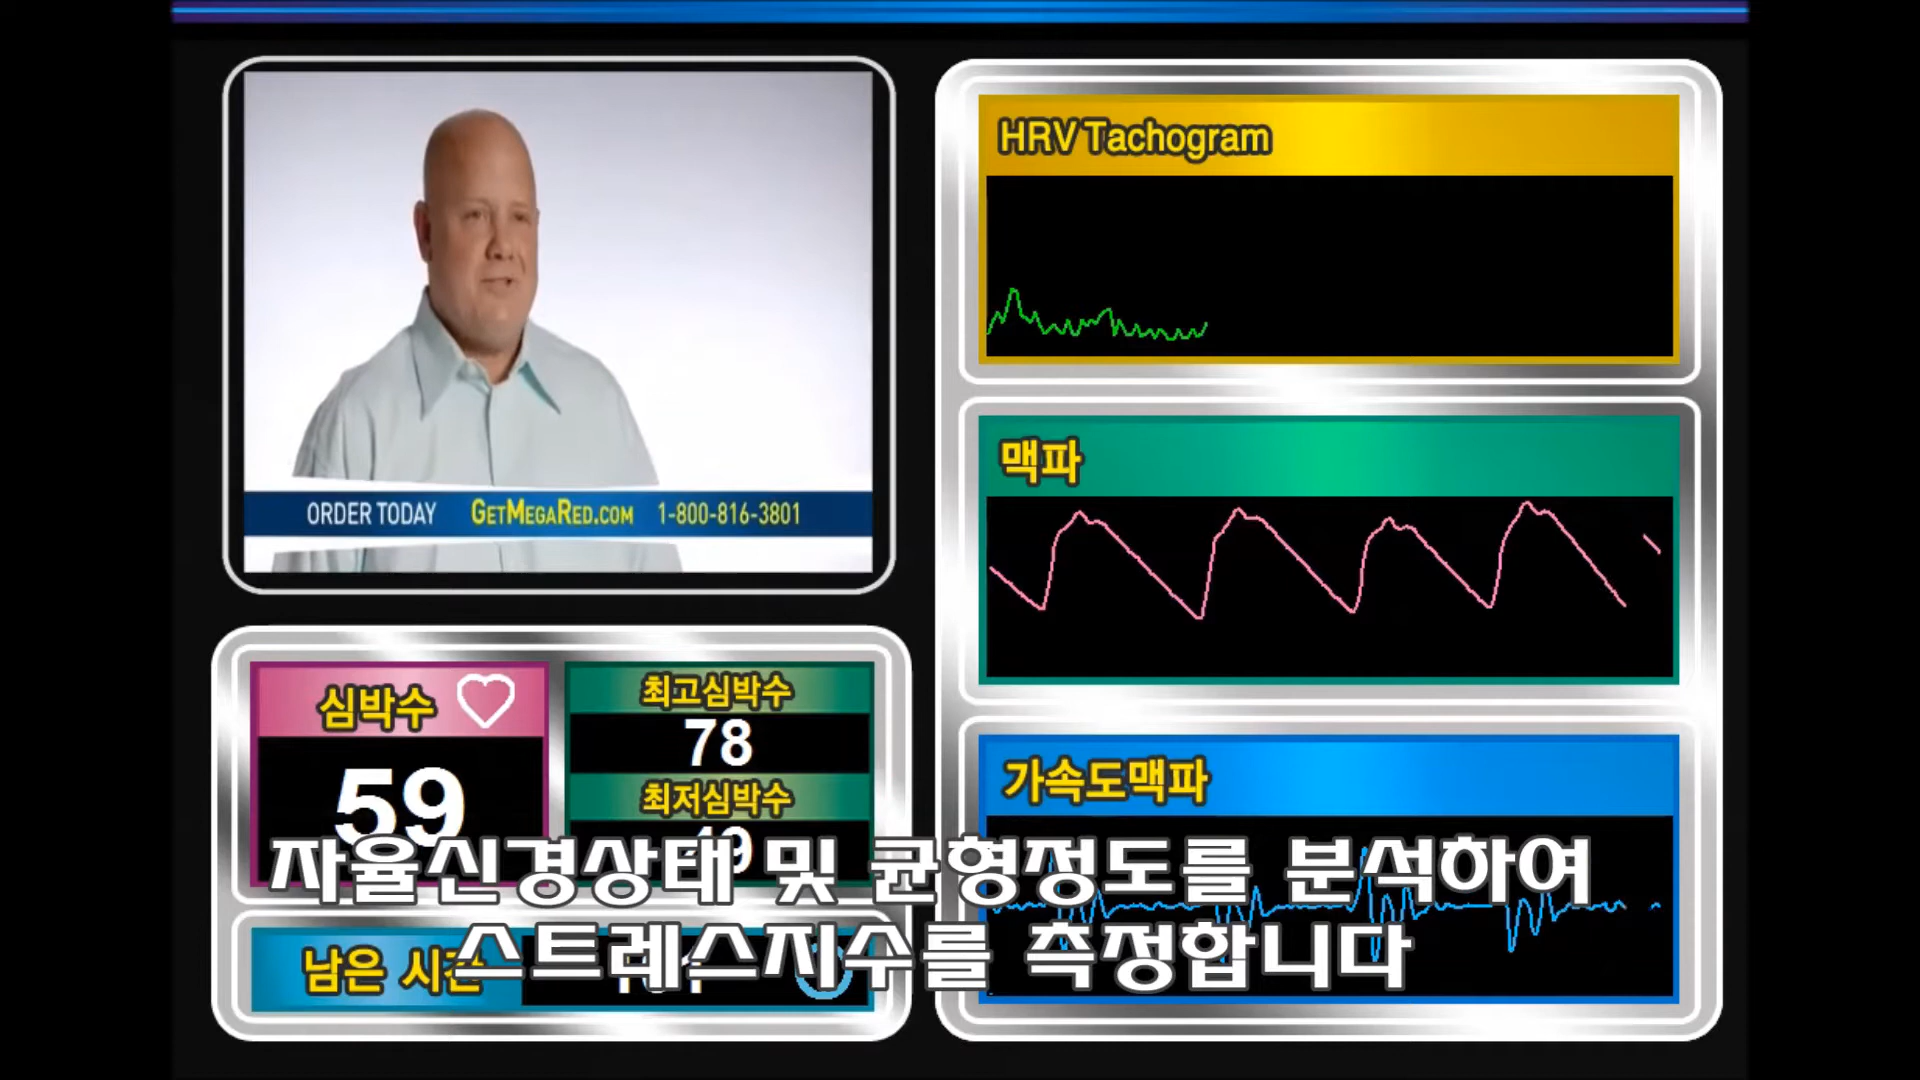 HRV Tachogram
ORDER TODAY GETMEGARED.COM 1-800-816-3801
맥파
심박수
59
최고심박수
78
최저심박수
가속도맥파
남은 시간
자율신경상태 및 균형정도를 분석하여
스트레스지수를 측정합니다